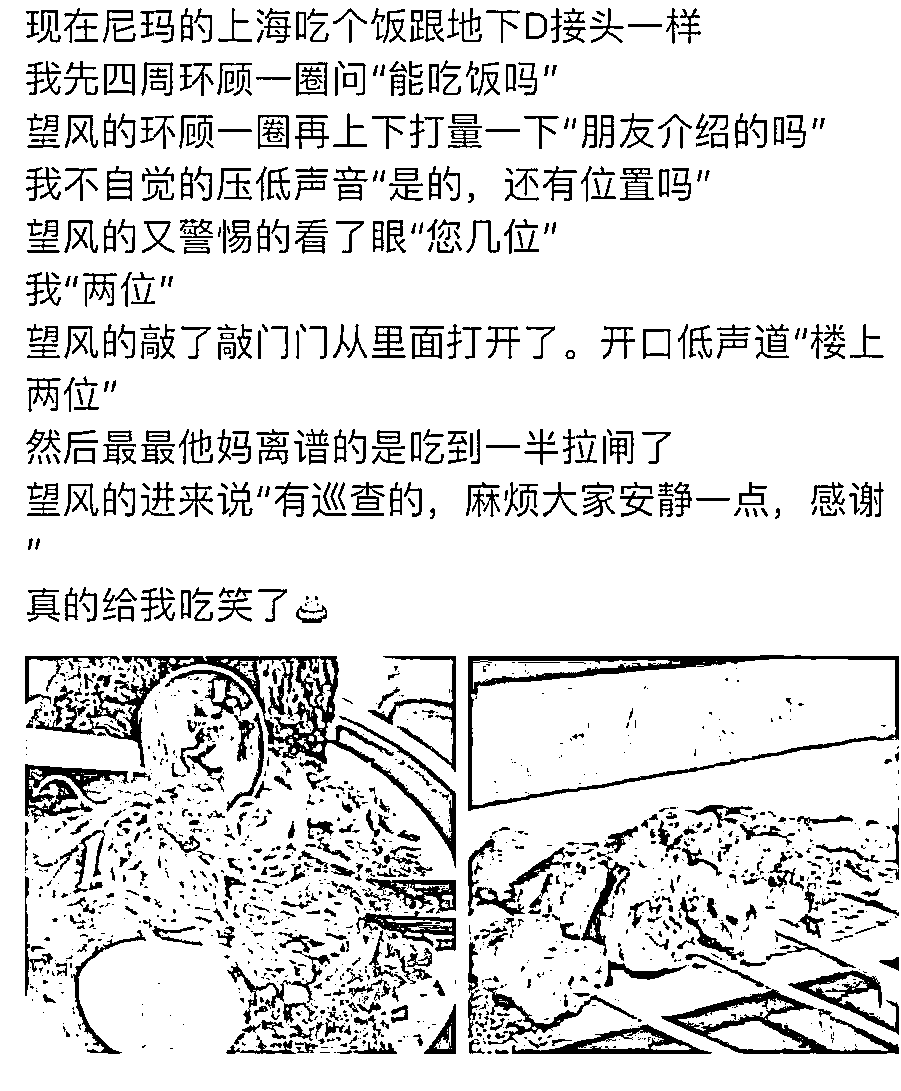 现在尼玛的上海吃个饭跟地下D接头一样
我先四周环顾一圈问“能吃饭吗”
望风的环顾一圈再上下打量一下“朋友介绍的吗”
我不自觉的压低声音“是的，还有位置吗”
望风的又警惕的看了眼“您几位”
我“两位”
望风的敲了敲门门从里面打开了。开口低声道“楼上
两位”
然后最最他妈离谱的是吃到一半拉闸了
望风的进来说“有巡查的，麻烦大家安静一点，感谢
”
真的给我吃笑了♨